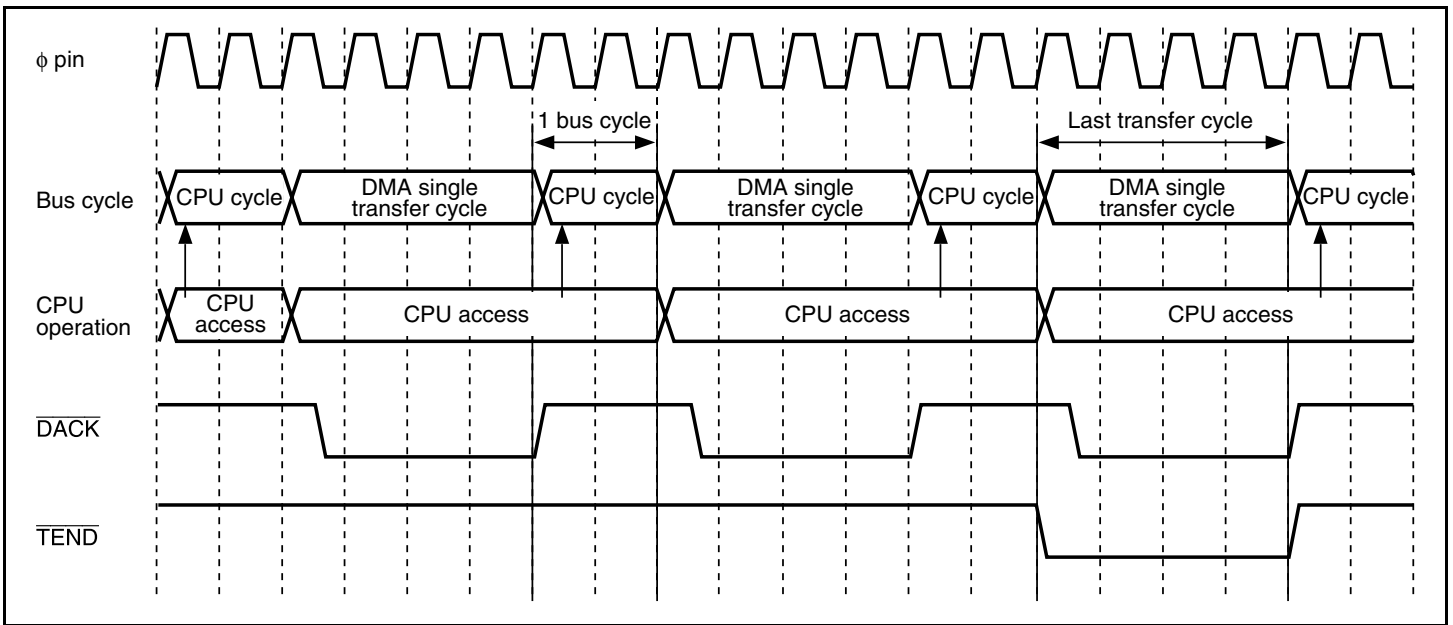 φ pin
1 bus cycle
Last transfer cycle
Bus cycle
CPU cycle
DMA single
transfer cycle
CPU cycle
DMA single
transfer cycle
CPU cycle
DMA single
transfer cycle
CPU cycle
CPU
operation
CPU
access
CPU access
CPU access
CPU access
DACK
TEND